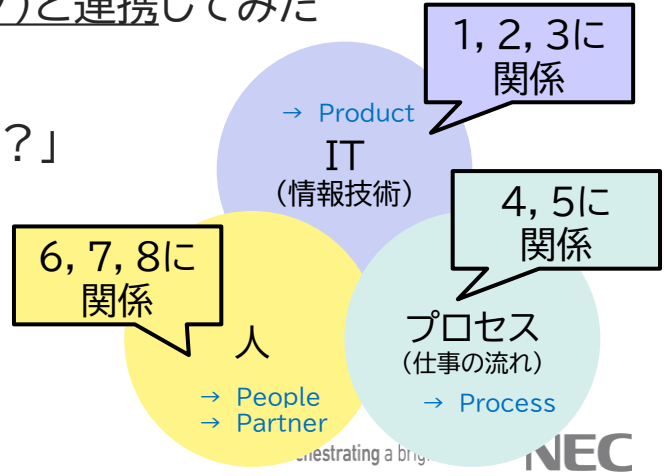 と連携してみた
?」
1, 2, 3に
関係
→ Product
IT
(情報技術)
4, 5に
関係
6, 7, 8に
関係
人
→ People
→ Partner
プロセス
(仕事の流れ)
→ Process
hestrating a brig
NEC